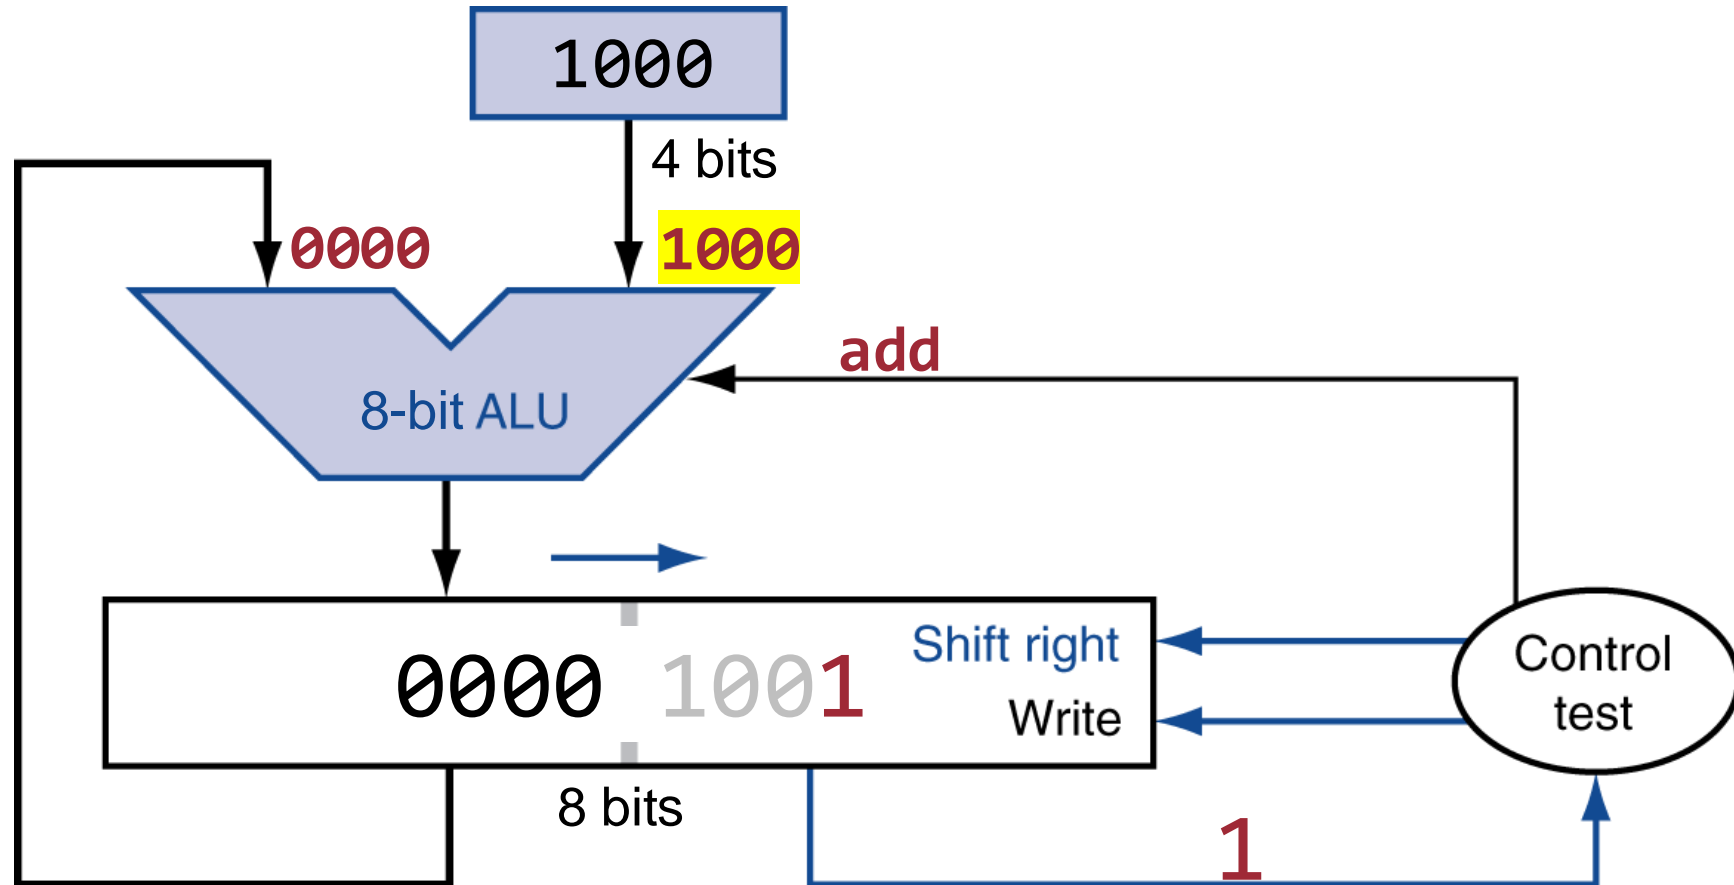 1000
4 bits
0000
1000
add
8-bit ALU
0000 1001
Shift right
Write
Control
test
8 bits
1